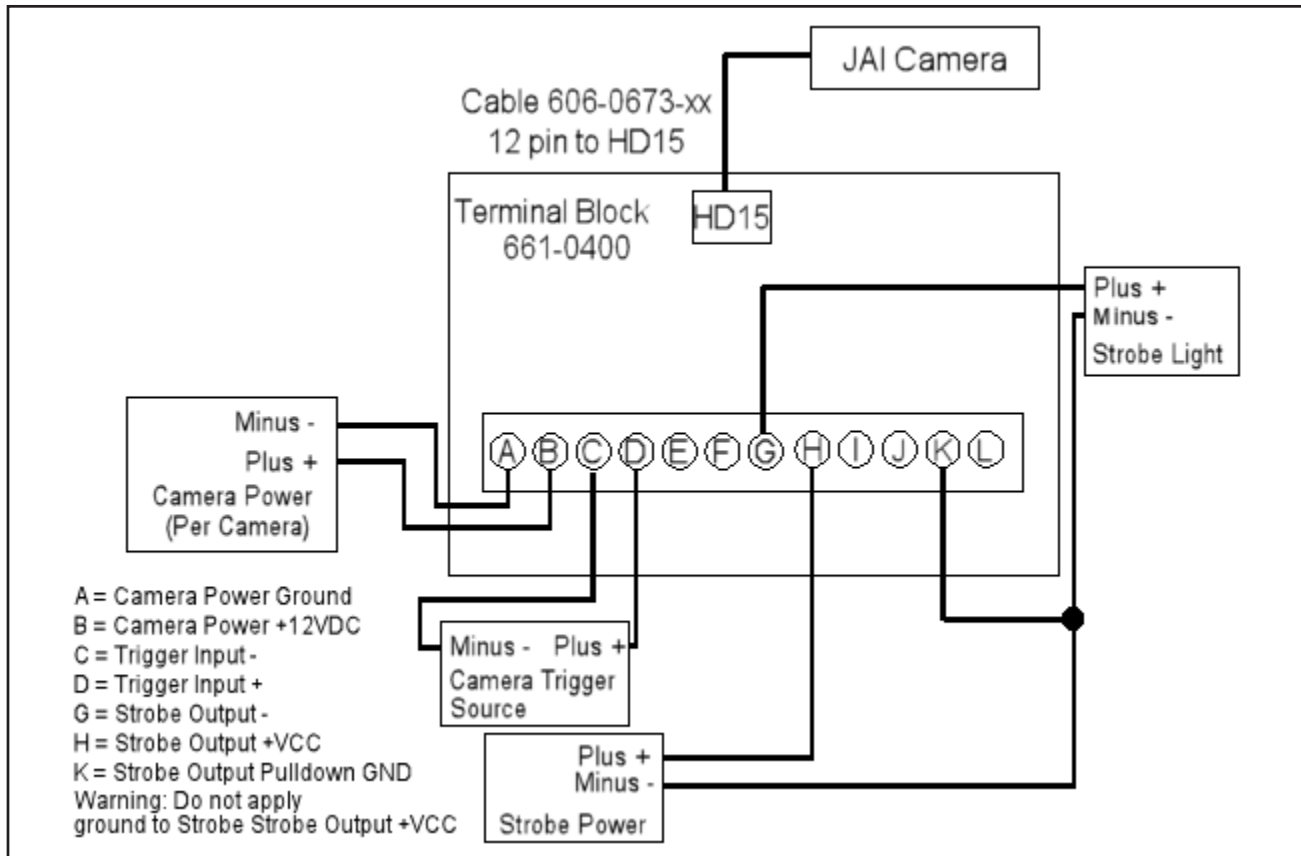 JAI Camera
Cable 606-0673-xx
12 pin to HD15
Terminal Block
661-0400
HD15
Plus +
Minus -
Strobe Light
Minus -
Plus +
Camera Power
(Per Camera)
A B C D E F G H I J K L
A = Camera Power Ground
B = Camera Power +12VDC
C = Trigger Input -
D = Trigger Input +
G = Strobe Output -
H = Strobe Output +VCC
K = Strobe Output Pulldown GND
Warning: Do not apply
ground to Strobe Strobe Output +VCC
Minus - Plus +
Camera Trigger
Source
Plus +
Minus -
Strobe Power